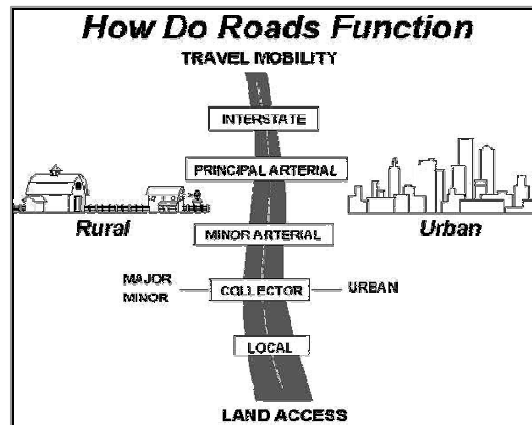 How Do Roads Function
TRAVEL MOBILITY
INTERSTATE
PRINCIPAL ARTERIAL
Rural
Urban
MINOR ARTERIAL
MAJOR
MINOR
COLLECTOR
URBAN
LOCAL
LAND ACCESS